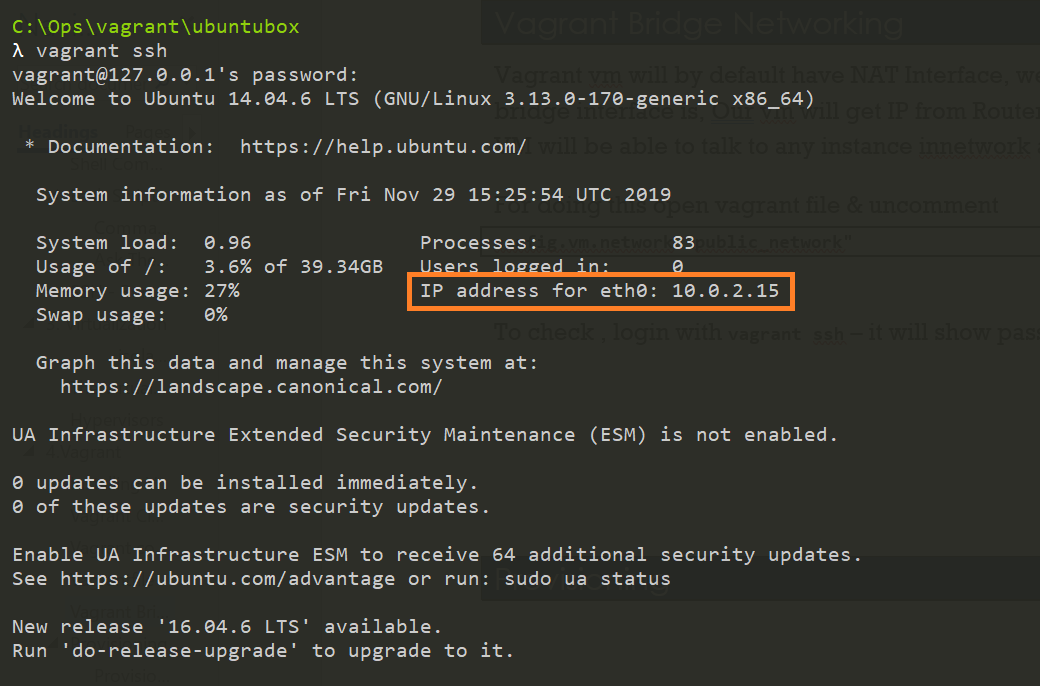 C:\Ops\vagrant\ubuntubox
λ vagrant ssh
vagrant@127.0.0.1's password:
Welcome to Ubuntu 14.04.6 LTS (GNU/Linux 3.13.0-170-generic x86_64)
* Documentation:  https://help.ubuntu.com/
System information as of Fri Nov 29 15:25:54 UTC 2019
System load:  0.96              Processes:           83
Usage of /:   3.6% of 39.34GB   Users logged in:     0
Memory usage: 27%               IP address for eth0: 10.0.2.15
Swap usage:   0%
Graph this data and manage this system at:
https://landscape.canonical.com/
UA Infrastructure Extended Security Maintenance (ESM) is not enabled.
0 updates can be installed immediately.
0 of these updates are security updates.
Enable UA Infrastructure ESM to receive 64 additional security updates.
See https://ubuntu.com/advantage or run: sudo ua status
New release '16.04.6 LTS' available.
Run 'do-release-upgrade' to upgrade to it.
Vagrant Bridge Networking
Vagrant vm will by default have NAT Interface, we
bridge interface is, Our vm will get IP from Router
will be able to talk to any instance innetwork
For doing this open vagrant file & uncomment
public_network"
To check , login with vagrant ssh – it will show pas
Provisioning
Headings